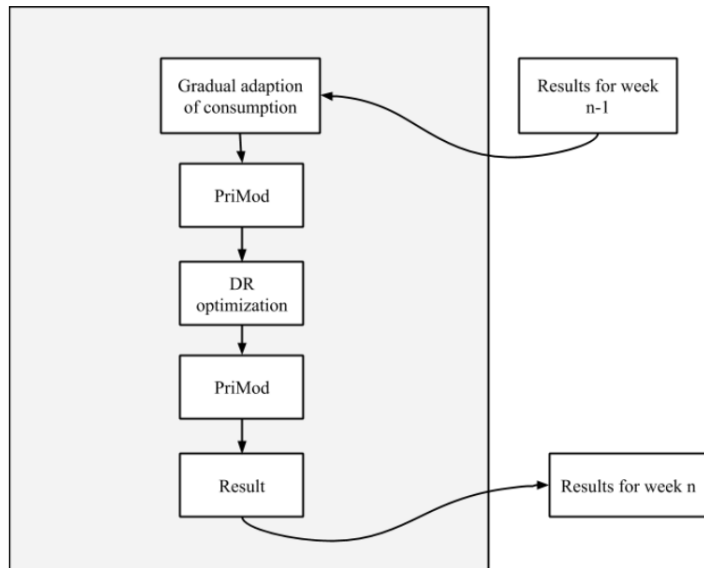 Gradual adaption
of consumption
Results for week
n-1
PriMod
DR
optimization
PriMod
Result
Results for week n